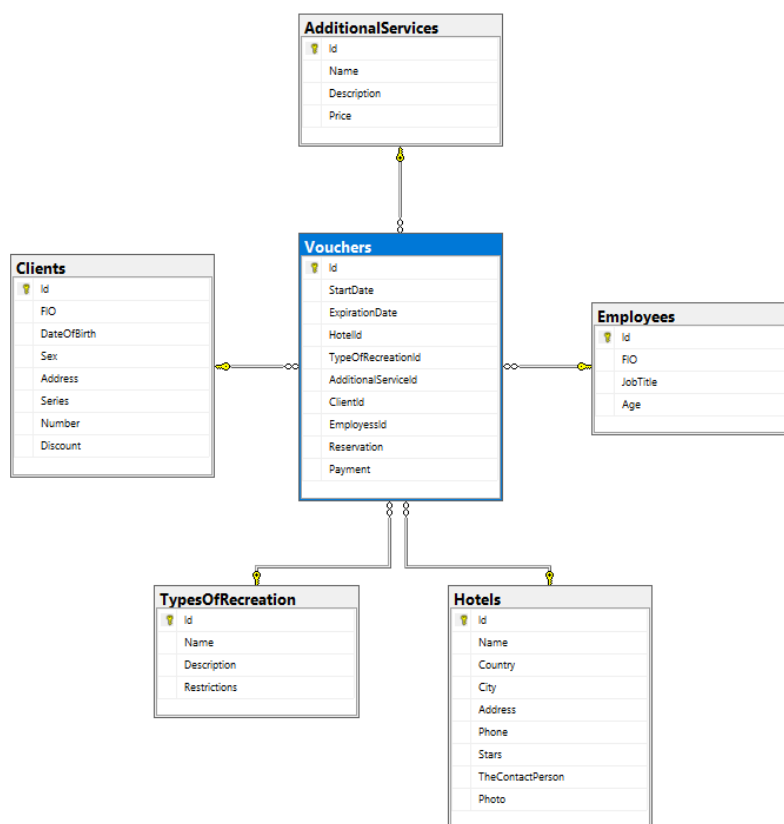 AdditionalServices
Id
Name
Description
Price
Vouchers
Id
StartDate
ExpirationDate
HotelId
TypeOfRecreationId
AdditionalServiceId
ClientId
EmployessId
Reservation
Payment
Clients
Id
FIO
DateOfBirth
Sex
Address
Series
Number
Discount
Employees
Id
FIO
JobTitle
Age
TypesOfRecreation
Id
Name
Description
Restrictions
Hotels
Id
Name
Country
City
Address
Phone
Stars
TheContactPerson
Photo